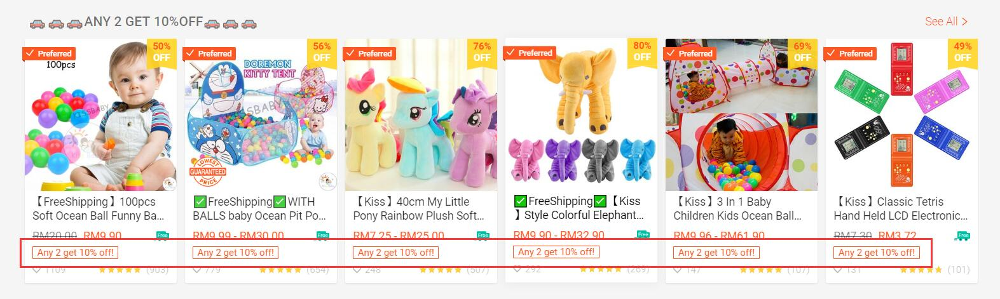 ANY 2 GET 10%OFF
See All >
Preferred
50%
OFF
100pcs
KISSBABY
【FreeShipping】100pcs
Soft Ocean Ball Funny Ba...
RM20.00 RM9.90
Free
Any 2 get 10% off!
1109 (903)
Preferred
56%
OFF
DOREMON
KITTY TENT
SBABY
LOWEST
GUARANTEED
PRICE
✅FreeShipping✅WITH
BALLS baby Ocean Pit Po...
RM9.99 - RM30.00
Free
Any 2 get 10% off!
779 (654)
Preferred
76%
OFF
【Kiss】40cm My Little
Pony Rainbow Plush Soft...
RM7.25 - RM25.00
Free
Any 2 get 10% off!
248 (507)
Preferred
80%
OFF
✅FreeShipping✅【Kiss
】Style Colorful Elephant...
RM9.90 - RM32.90
Free
Any 2 get 10% off!
292 (269)
Preferred
69%
OFF
【Kiss】3 In 1 Baby
Children Kids Ocean Ball...
RM9.96 - RM61.90
Free
Any 2 get 10% off!
147 (107)
Preferred
49%
OFF
【Kiss】Classic Tetris
Hand Held LCD Electronic...
RM7.30 RM3.72
Free
Any 2 get 10% off!
131 (101)